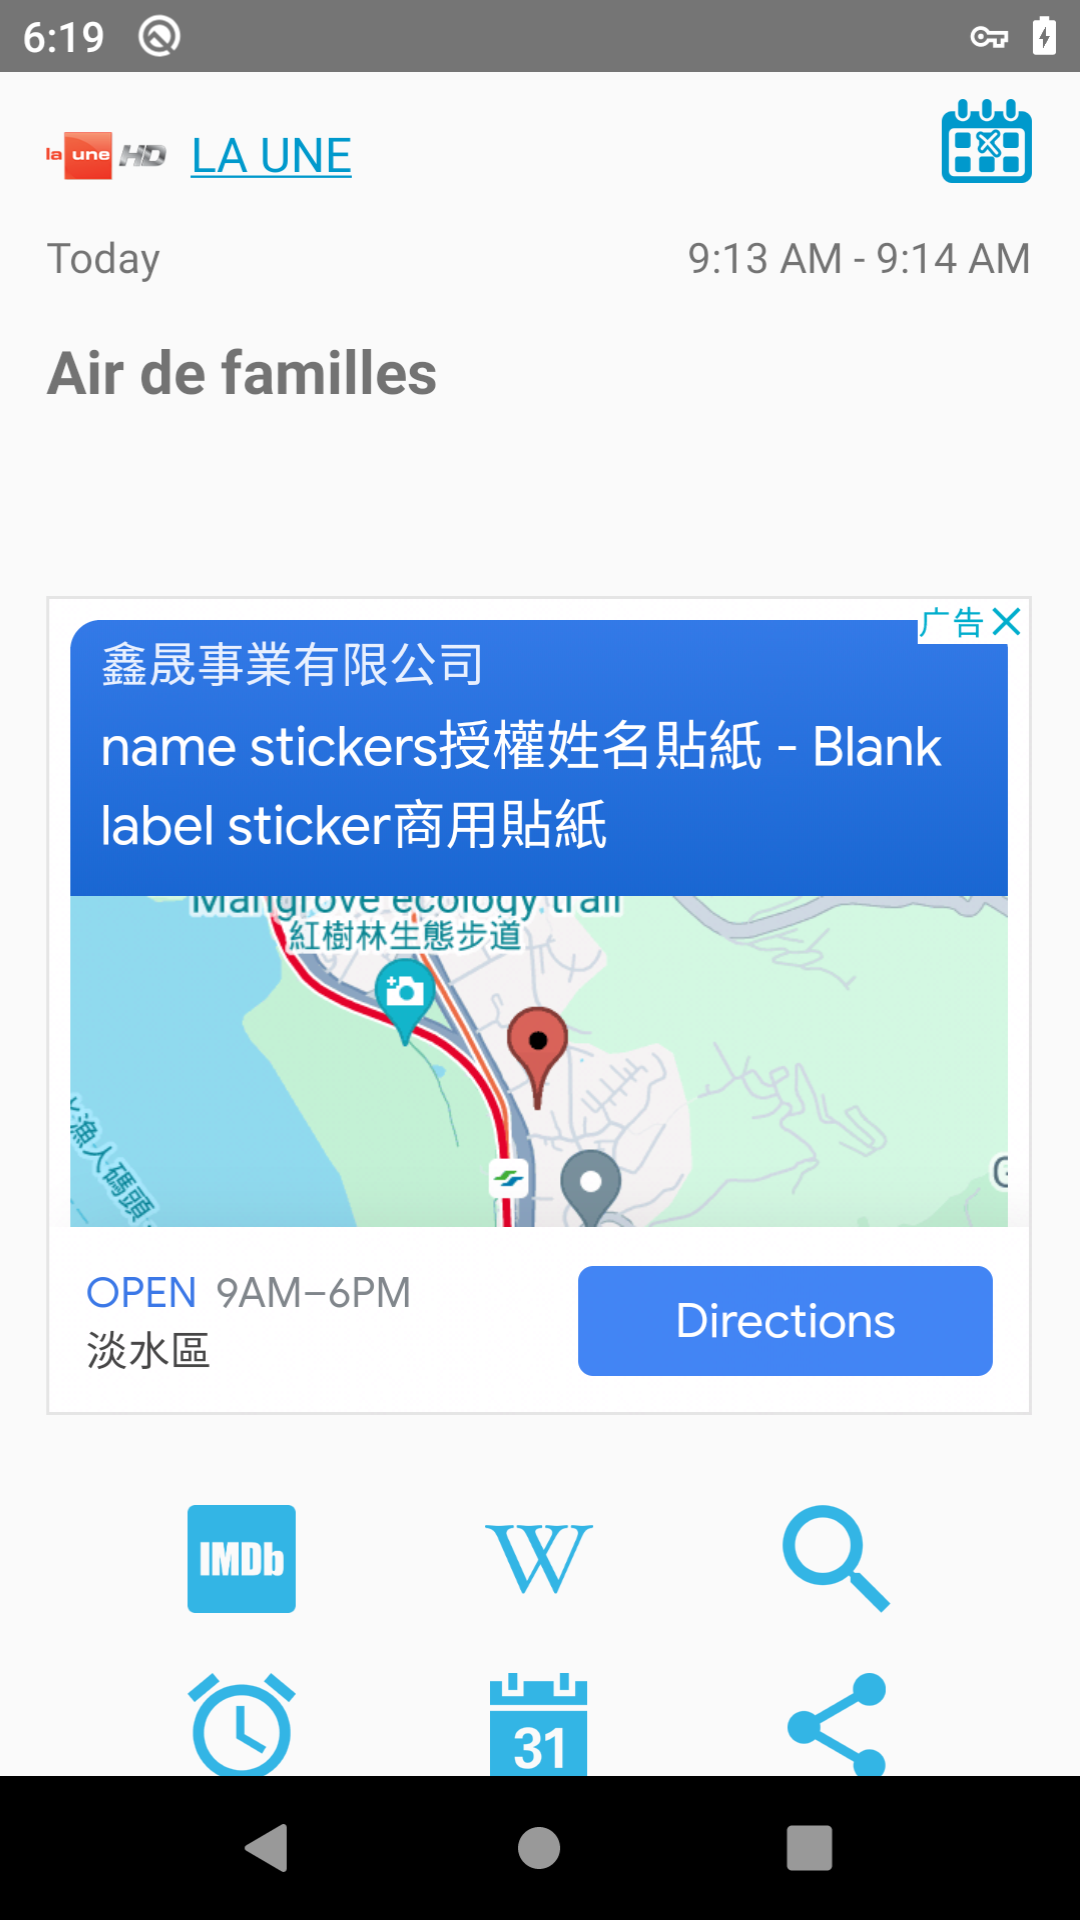 6:19
la une HD LA UNE
Today 9:13 AM - 9:14 AM
Air de familles
广告
鑫晟事業有限公司
name stickers授權姓名貼紙 - Blank
label sticker商用貼紙
Mangrove ecology trail
紅樹林生態步道
漁人碼頭
OPEN 9AM–6PM
淡水區
Directions
IMDb W
31